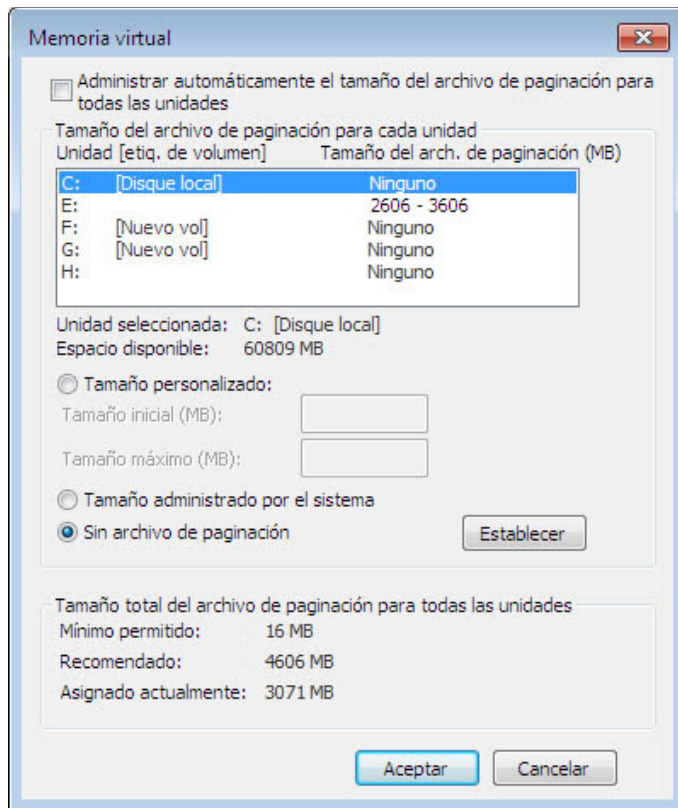 Memoria virtual
Administrar automáticamente el tamaño del archivo de paginación para
todas las unidades
Tamaño del archivo de paginación para cada unidad
Unidad [etiq. de volumen] Tamaño del arch. de paginación (MB)
C: [Disque local] Ninguno
E: 2606 - 3606
F: [Nuevo vol] Ninguno
G: [Nuevo vol] Ninguno
H: Ninguno
Unidad seleccionada: C: [Disque local]
Espacio disponible: 60809 MB
Tamaño personalizado:
Tamaño inicial (MB):
Tamaño máximo (MB):
Tamaño administrado por el sistema
Sin archivo de paginación Establecer
Tamaño total del archivo de paginación para todas las unidades
Mínimo permitido: 16 MB
Recomendado: 4606 MB
Asignado actualmente: 3071 MB
Aceptar Cancelar